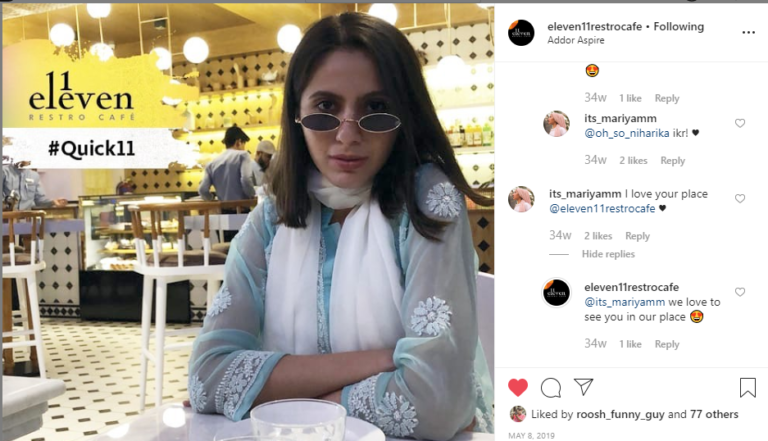 11
eleven
RESTRO CAFÉ
#Quick11
eleven11restrocafe • Following
Addor Aspire
34w 1 like Reply
its_mariyamm
@oh_so_niharika ikr! ♥
34w 2 likes Reply
its_mariyamm I love your place
@eleven11restrocafe ♥
34w 2 likes Reply
Hide replies
eleven11restrocafe
@its_mariyamm we love to
see you in our place 🤩
34w 1 like Reply
Liked by roosh_funny_guy and 77 others
MAY 8, 2019